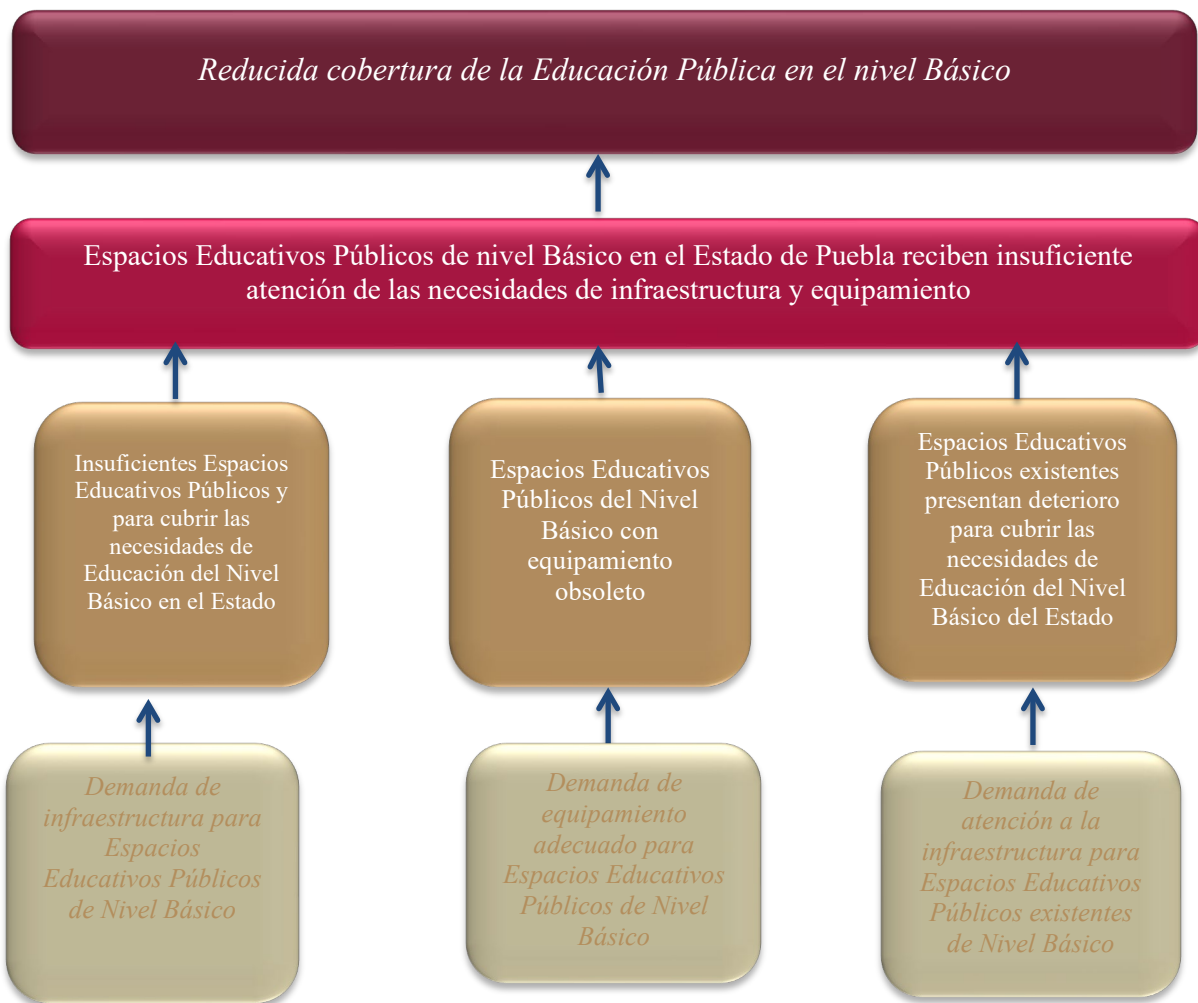 Reducida cobertura de la Educación Pública en el nivel Básico
Espacios Educativos Públicos de nivel Básico en el Estado de Puebla reciben insuficiente
atención de las necesidades de infraestructura y equipamiento
Insuficientes Espacios
Educativos Públicos y
para cubrir las
necesidades de
Educación del Nivel
Básico en el Estado
Espacios Educativos
Públicos del Nivel
Básico con
equipamiento
obsoleto
Espacios Educativos
Públicos existentes
presentan deterioro
para cubrir las
necesidades de
Educación del Nivel
Básico del Estado
Demanda de
infraestructura para
Espacios
Educativos Públicos
de Nivel Básico
Demanda de
equipamiento
adecuado para
Espacios Educativos
Públicos de Nivel
Básico
Demanda de
atención a la
infraestructura para
Espacios Educativos
Públicos existentes
de Nivel Básico